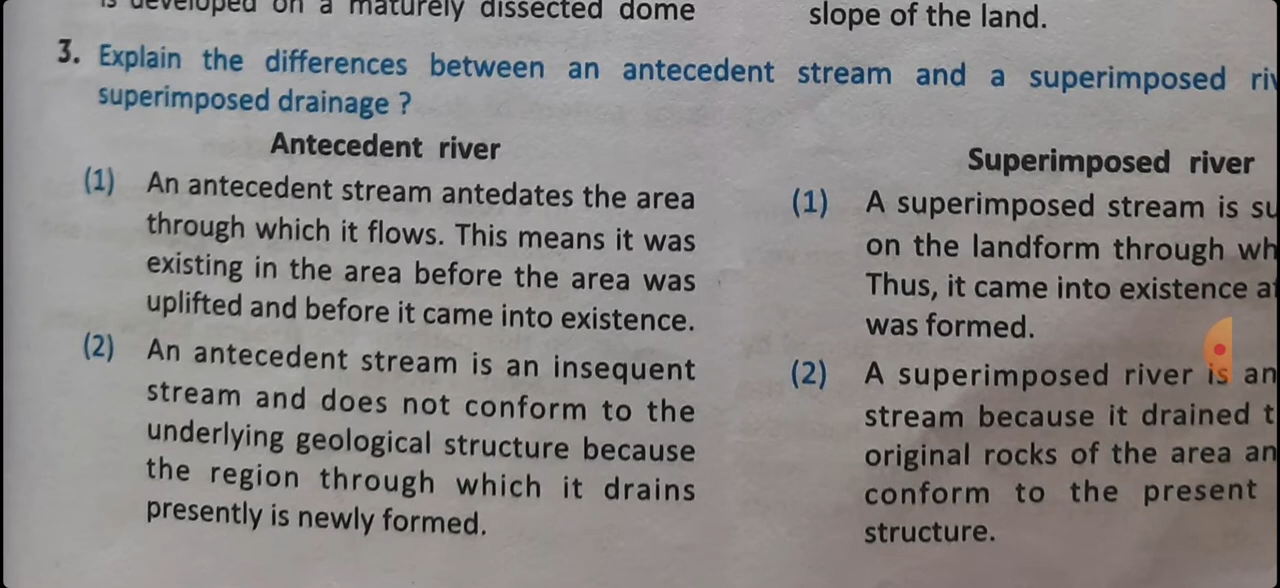 developed on a maturely dissected dome
slope of the land.
3. Explain the differences between an antecedent stream and a superimposed
superimposed drainage ?
Antecedent river
(1) An antecedent stream antedates the area
through which it flows. This means it was
existing in the area before the area was
uplifted and before it came into existence.
(2) An antecedent stream is an insequent
stream and does not conform to the
underlying geological structure because
the region through which it drains
presently is newly formed.
Superimposed river
(1) A superimposed stream is
on the landform through
Thus, it came into existence
was formed.
(2) A superimposed river is an
stream because it drained
original rocks of the area
conform to the present
structure.